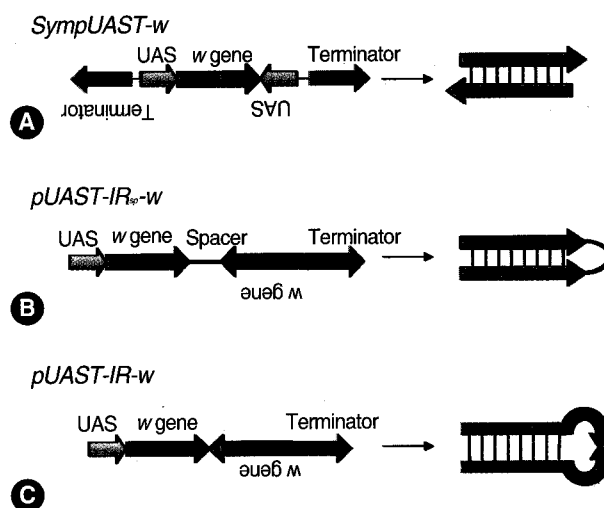 SympUAST-w
UAS w gene Terminator
Terminator UAS
A
pUAST-IRsp-w
UAS w gene Spacer Terminator
w gene
B
pUAST-IR-w
UAS w gene Terminator
w gene
C